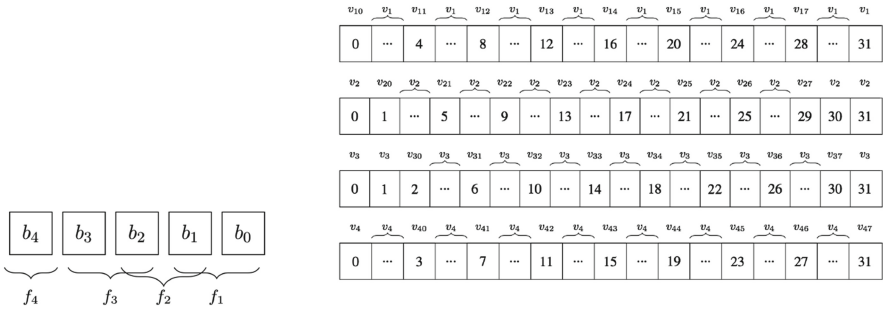 v10 v1 v11 v1 v12 v1 v13 v1 v14 v1 v15 v1 v16 v1 v17 v1 v1
0 ... 4 ... 8 ... 12 ... 16 ... 20 ... 24 ... 28 ... 31
v2 v20 v2 v21 v2 v22 v2 v23 v2 v24 v2 v25 v2 v26 v2 v27 v2 v2
0 1 ... 5 ... 9 ... 13 ... 17 ... 21 ... 25 ... 29 30 31
v3 v3 v30 v3 v31 v3 v32 v3 v33 v3 v34 v3 v35 v3 v36 v3 v37 v3
0 1 2 ... 6 ... 10 ... 14 ... 18 ... 22 ... 26 ... 30 31
v4 v4 v40 v4 v41 v4 v42 v4 v43 v4 v44 v4 v45 v4 v46 v4 v47
0 ... 3 ... 7 ... 11 ... 15 ... 19 ... 23 ... 27 ... 31
b4 b3 b2 b1 b0
f4 f3 f2 f1